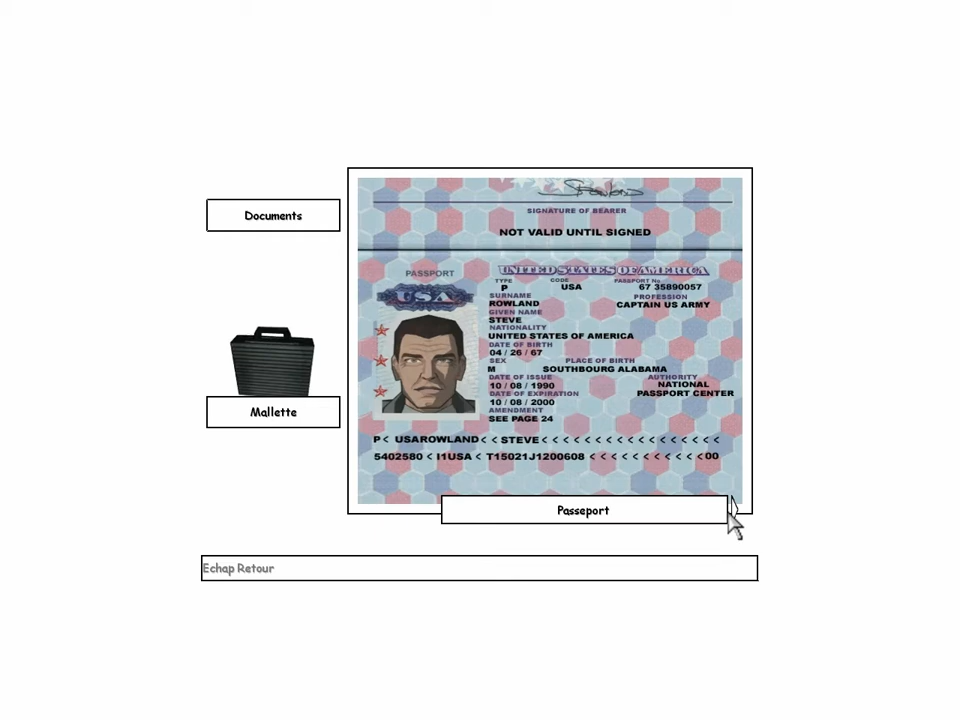 Documents
Mallette
SRowland
SIGNATURE OF BEARER
NOT VALID UNTIL SIGNED
PASSPORT
UNITED STATES OF AMERICA
USA
TYPE CODE PASSPORT No.
P USA 67 35890057
SURNAME PROFESSION
ROWLAND CAPTAIN US ARMY
GIVEN NAME
STEVE
NATIONALITY
UNITED STATES OF AMERICA
DATE OF BIRTH
04 / 26 / 67
SEX PLACE OF BIRTH
M SOUTHBOURG ALABAMA
DATE OF ISSUE AUTHORITY
10 / 08 / 1990 NATIONAL
DATE OF EXPIRATION PASSPORT CENTER
10 / 08 / 2000
AMENDMENT
SEE PAGE 24
P< USAROWLAND< < STEVE< < < < < < < < < < < < < < < < <
5402580 < I1USA < T15021J1200608 < < < < < < < < < < <00
Passeport
Echap Retour